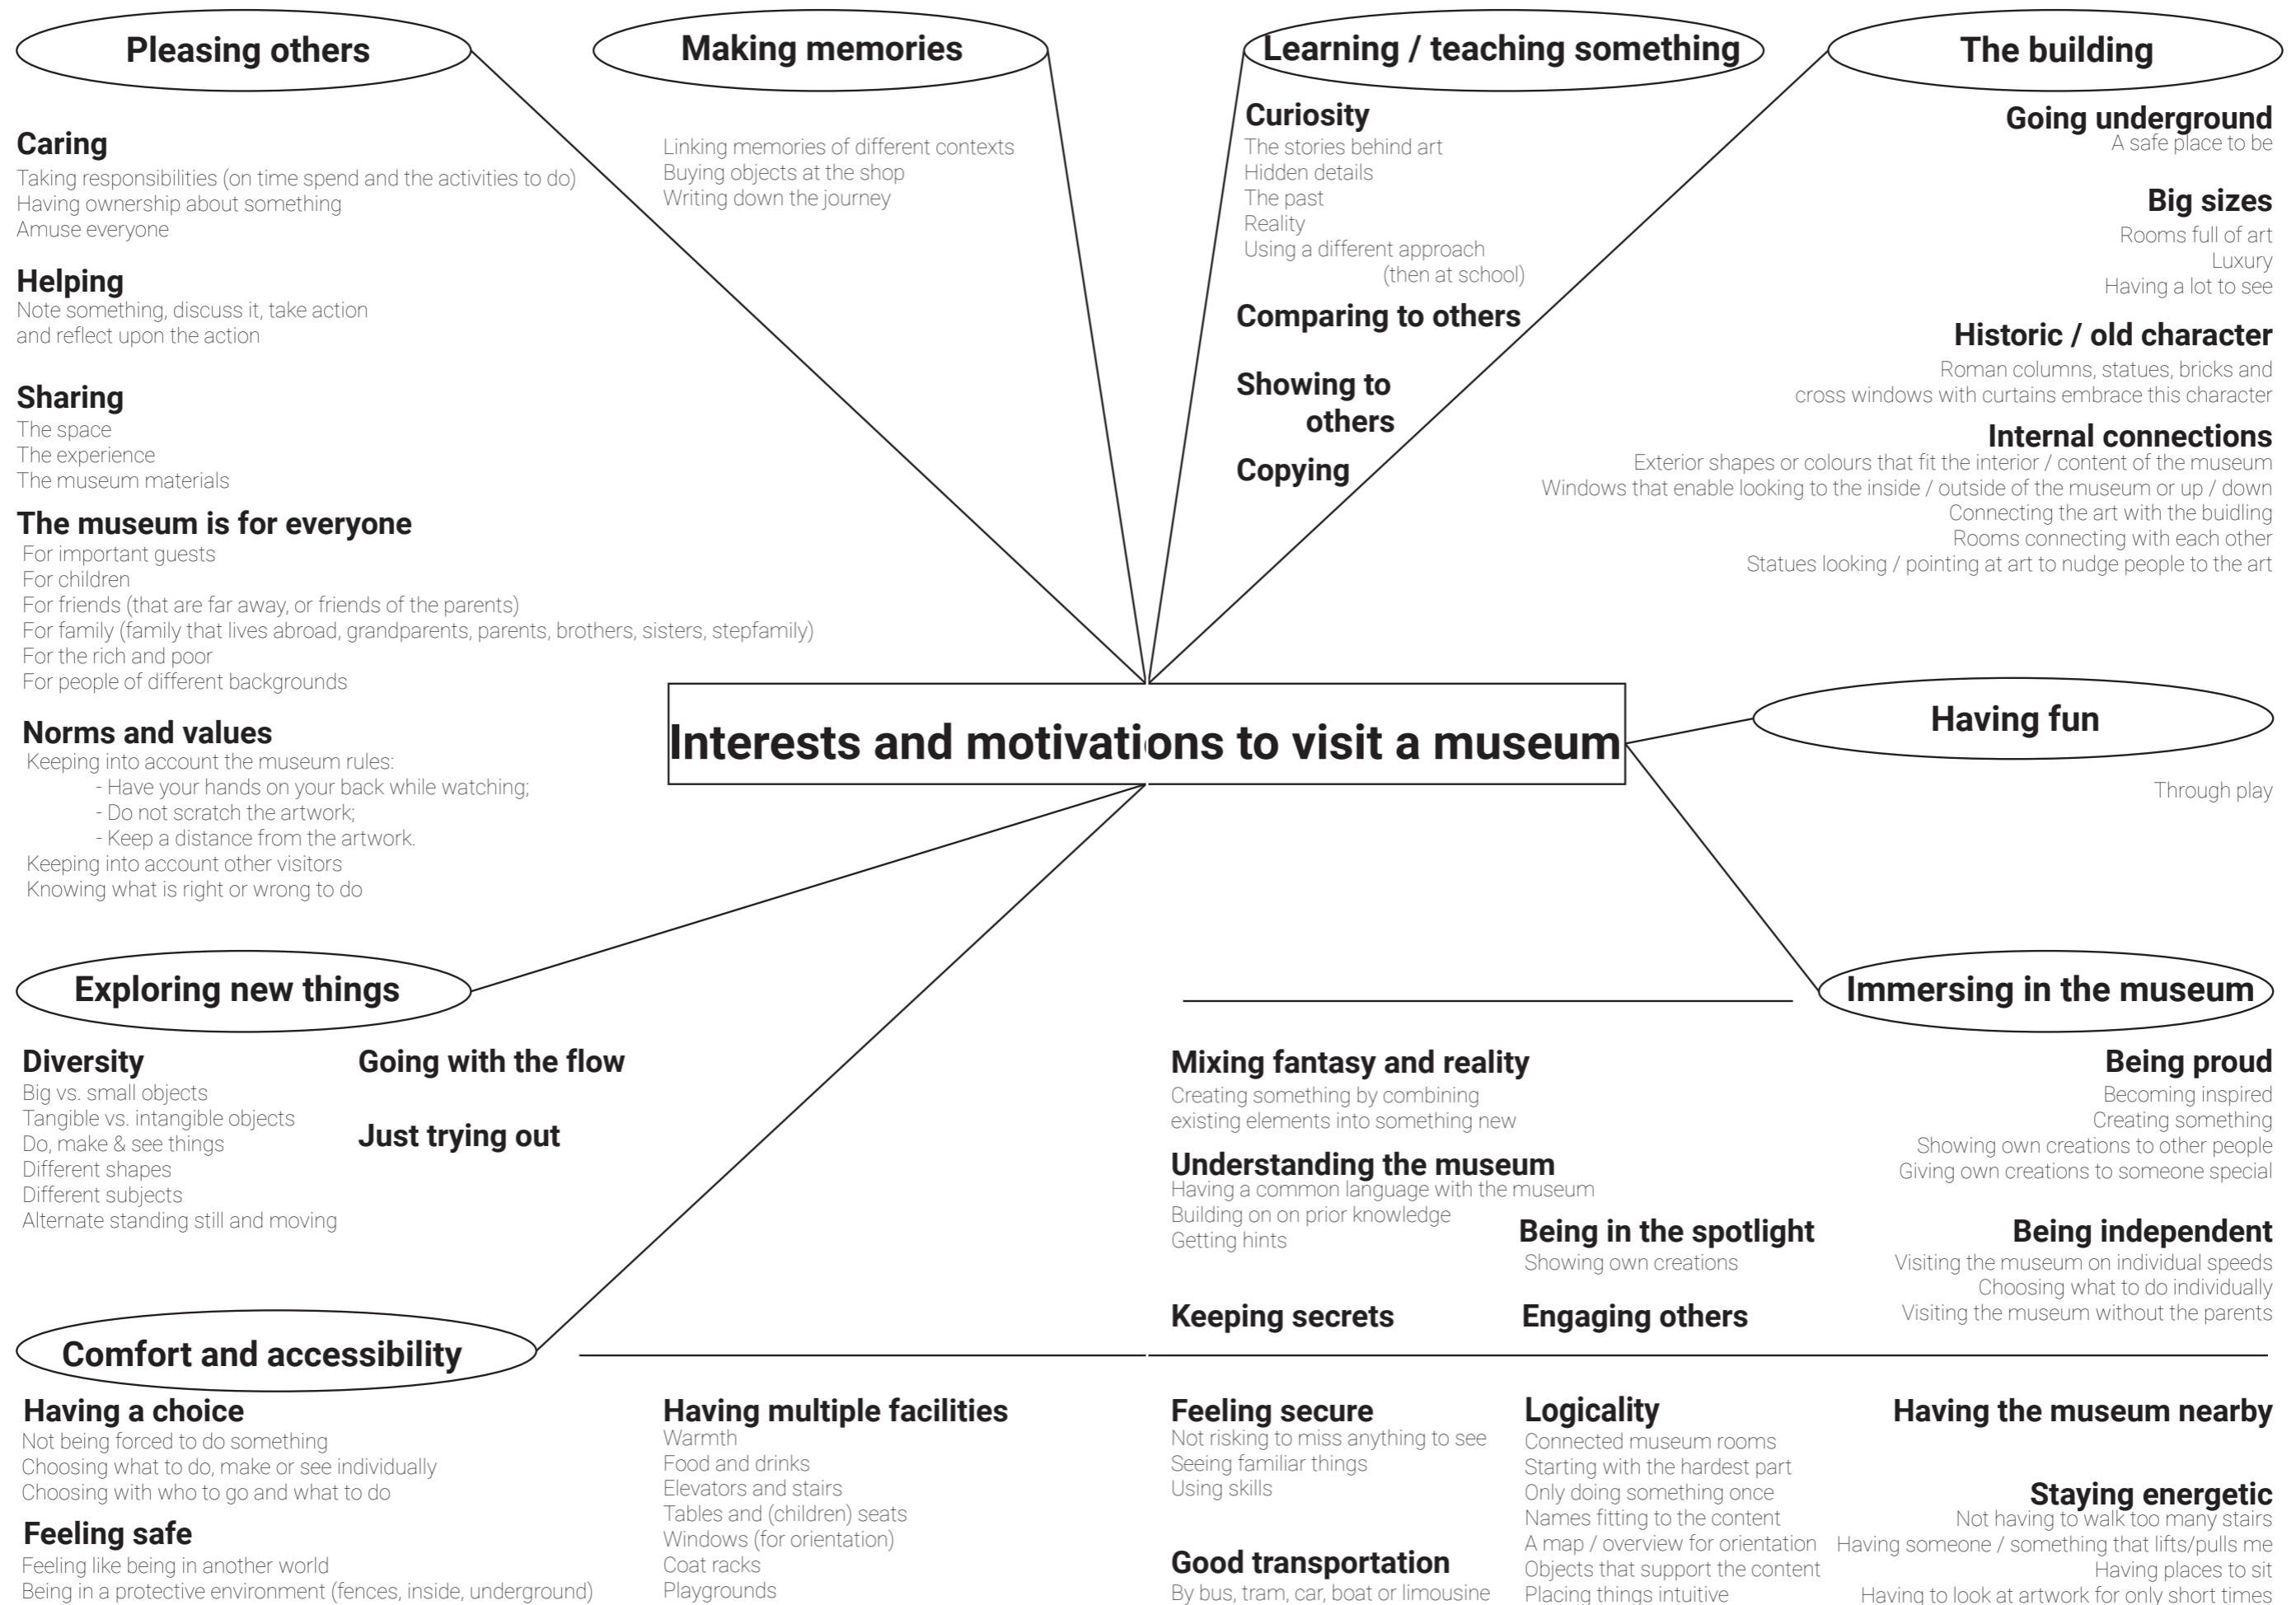 Pleasing others
Caring
Taking responsibilities (on time spend and the activities to do)
Having ownership about something
Amuse everyone
Helping
Note something, discuss it, take action
and reflect upon the action
Sharing
The space
The experience
The museum materials
The museum is for everyone
For important guests
For children
For friends (that are far away, or friends of the parents)
For family (family that lives abroad, grandparents, parents, brothers, sisters, stepfamily)
For the rich and poor
For people of different backgrounds
Norms and values
Keeping into account the museum rules:
- Have your hands on your back while watching;
- Do not scratch the artwork;
- Keep a distance from the artwork.
Keeping into account other visitors
Knowing what is right or wrong to do
Making memories
Linking memories of different contexts
Buying objects at the shop
Writing down the journey
Learning / teaching something
Curiosity
The stories behind art
Hidden details
The past
Reality
Using a different approach
(then at school)
Comparing to others
Showing to
others
Copying
The building
Going underground
A safe place to be
Big sizes
Rooms full of art
Luxury
Having a lot to see
Historic / old character
Roman columns, statues, bricks and
cross windows with curtains embrace this character
Internal connections
Exterior shapes or colours that fit the interior / content of the museum
Windows that enable looking to the inside / outside of the museum or up / down
Connecting the art with the buidling
Rooms connecting with each other
Statues looking / pointing at art to nudge people to the art
Interests and motivations to visit a museum
Having fun
Through play
Exploring new things
Diversity
Big vs. small objects
Tangible vs. intangible objects
Do, make & see things
Different shapes
Different subjects
Alternate standing still and moving
Going with the flow
Just trying out
Immersing in the museum
Mixing fantasy and reality
Creating something by combining
existing elements into something new
Understanding the museum
Having a common language with the museum
Building on on prior knowledge
Getting hints
Keeping secrets
Being in the spotlight
Showing own creations
Engaging others
Being proud
Becoming inspired
Creating something
Showing own creations to other people
Giving own creations to someone special
Being independent
Visiting the museum on individual speeds
Choosing what to do individually
Visiting the museum without the parents
Comfort and accessibility
Having a choice
Not being forced to do something
Choosing what to do, make or see individually
Choosing with who to go and what to do
Feeling safe
Feeling like being in another world
Being in a protective environment (fences, inside, underground)
Having multiple facilities
Warmth
Food and drinks
Elevators and stairs
Tables and (children) seats
Windows (for orientation)
Coat racks
Playgrounds
Feeling secure
Not risking to miss anything to see
Seeing familiar things
Using skills
Good transportation
By bus, tram, car, boat or limousine
Logicality
Connected museum rooms
Starting with the hardest part
Only doing something once
Names fitting to the content
A map / overview for orientation
Objects that support the content
Placing things intuitive
Having the museum nearby
Staying energetic
Not having to walk too many stairs
Having someone / something that lifts/pulls me
Having places to sit
Having to look at artwork for only short times